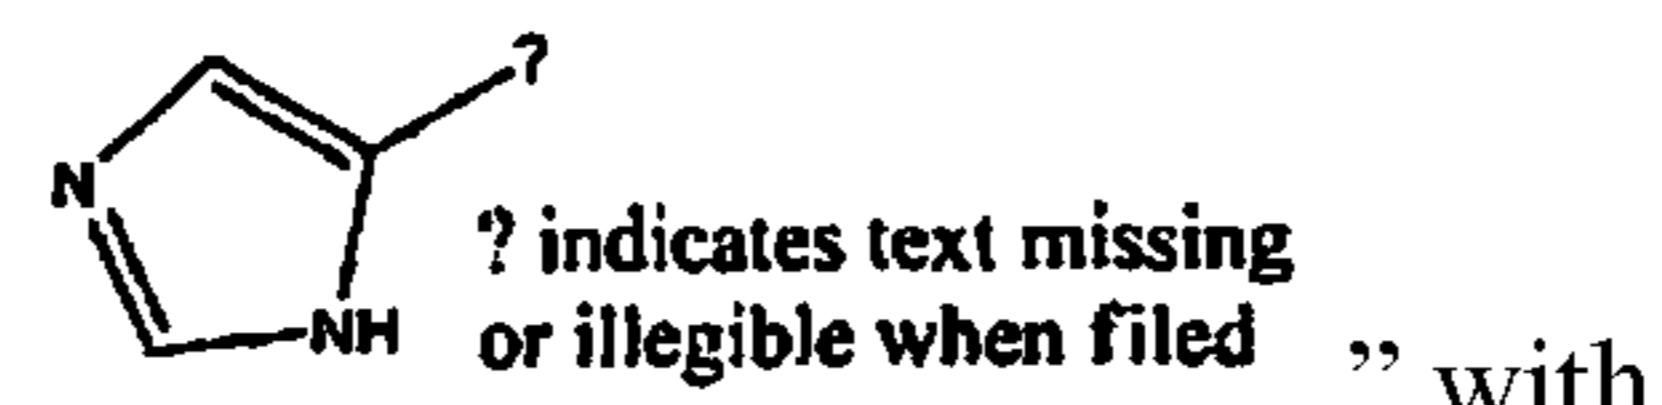 ?
N
? indicates text missing
NH or illegible when filed
” with